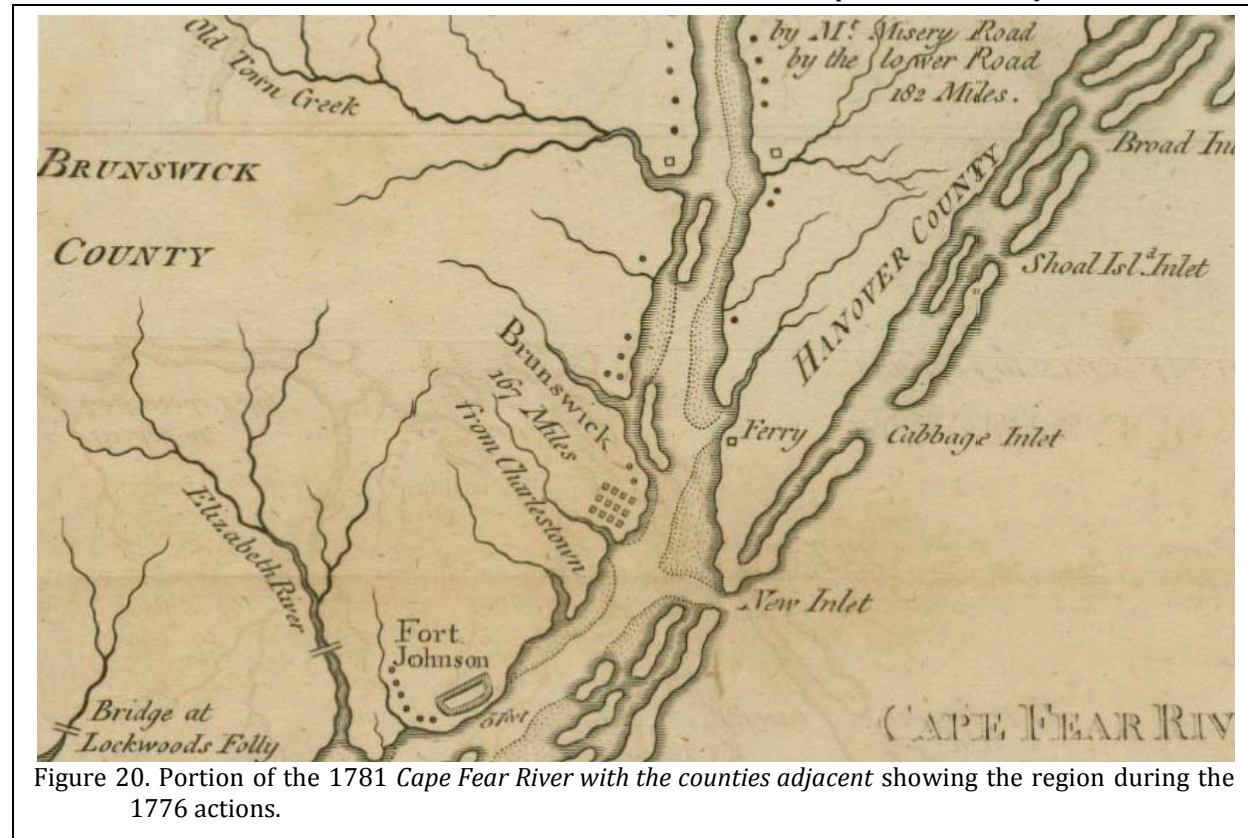 Old Town Creek
by M.t Misery Road
by the lower Road
182 Miles.
BRUNSWICK
COUNTY
HANOVER COUNTY
Broad
Shoal Isl.d Inlet
Brunswick
167 Miles
from Charlestown
Ferry
Cabbage Inlet
Elizabeth River
New Inlet
Fort
Johnson
Bridge at
Lockwoods Folly
CAPE FEAR
Figure 20. Portion of the 1781 Cape Fear River with the counties adjacent showing the region during the
1776 actions.